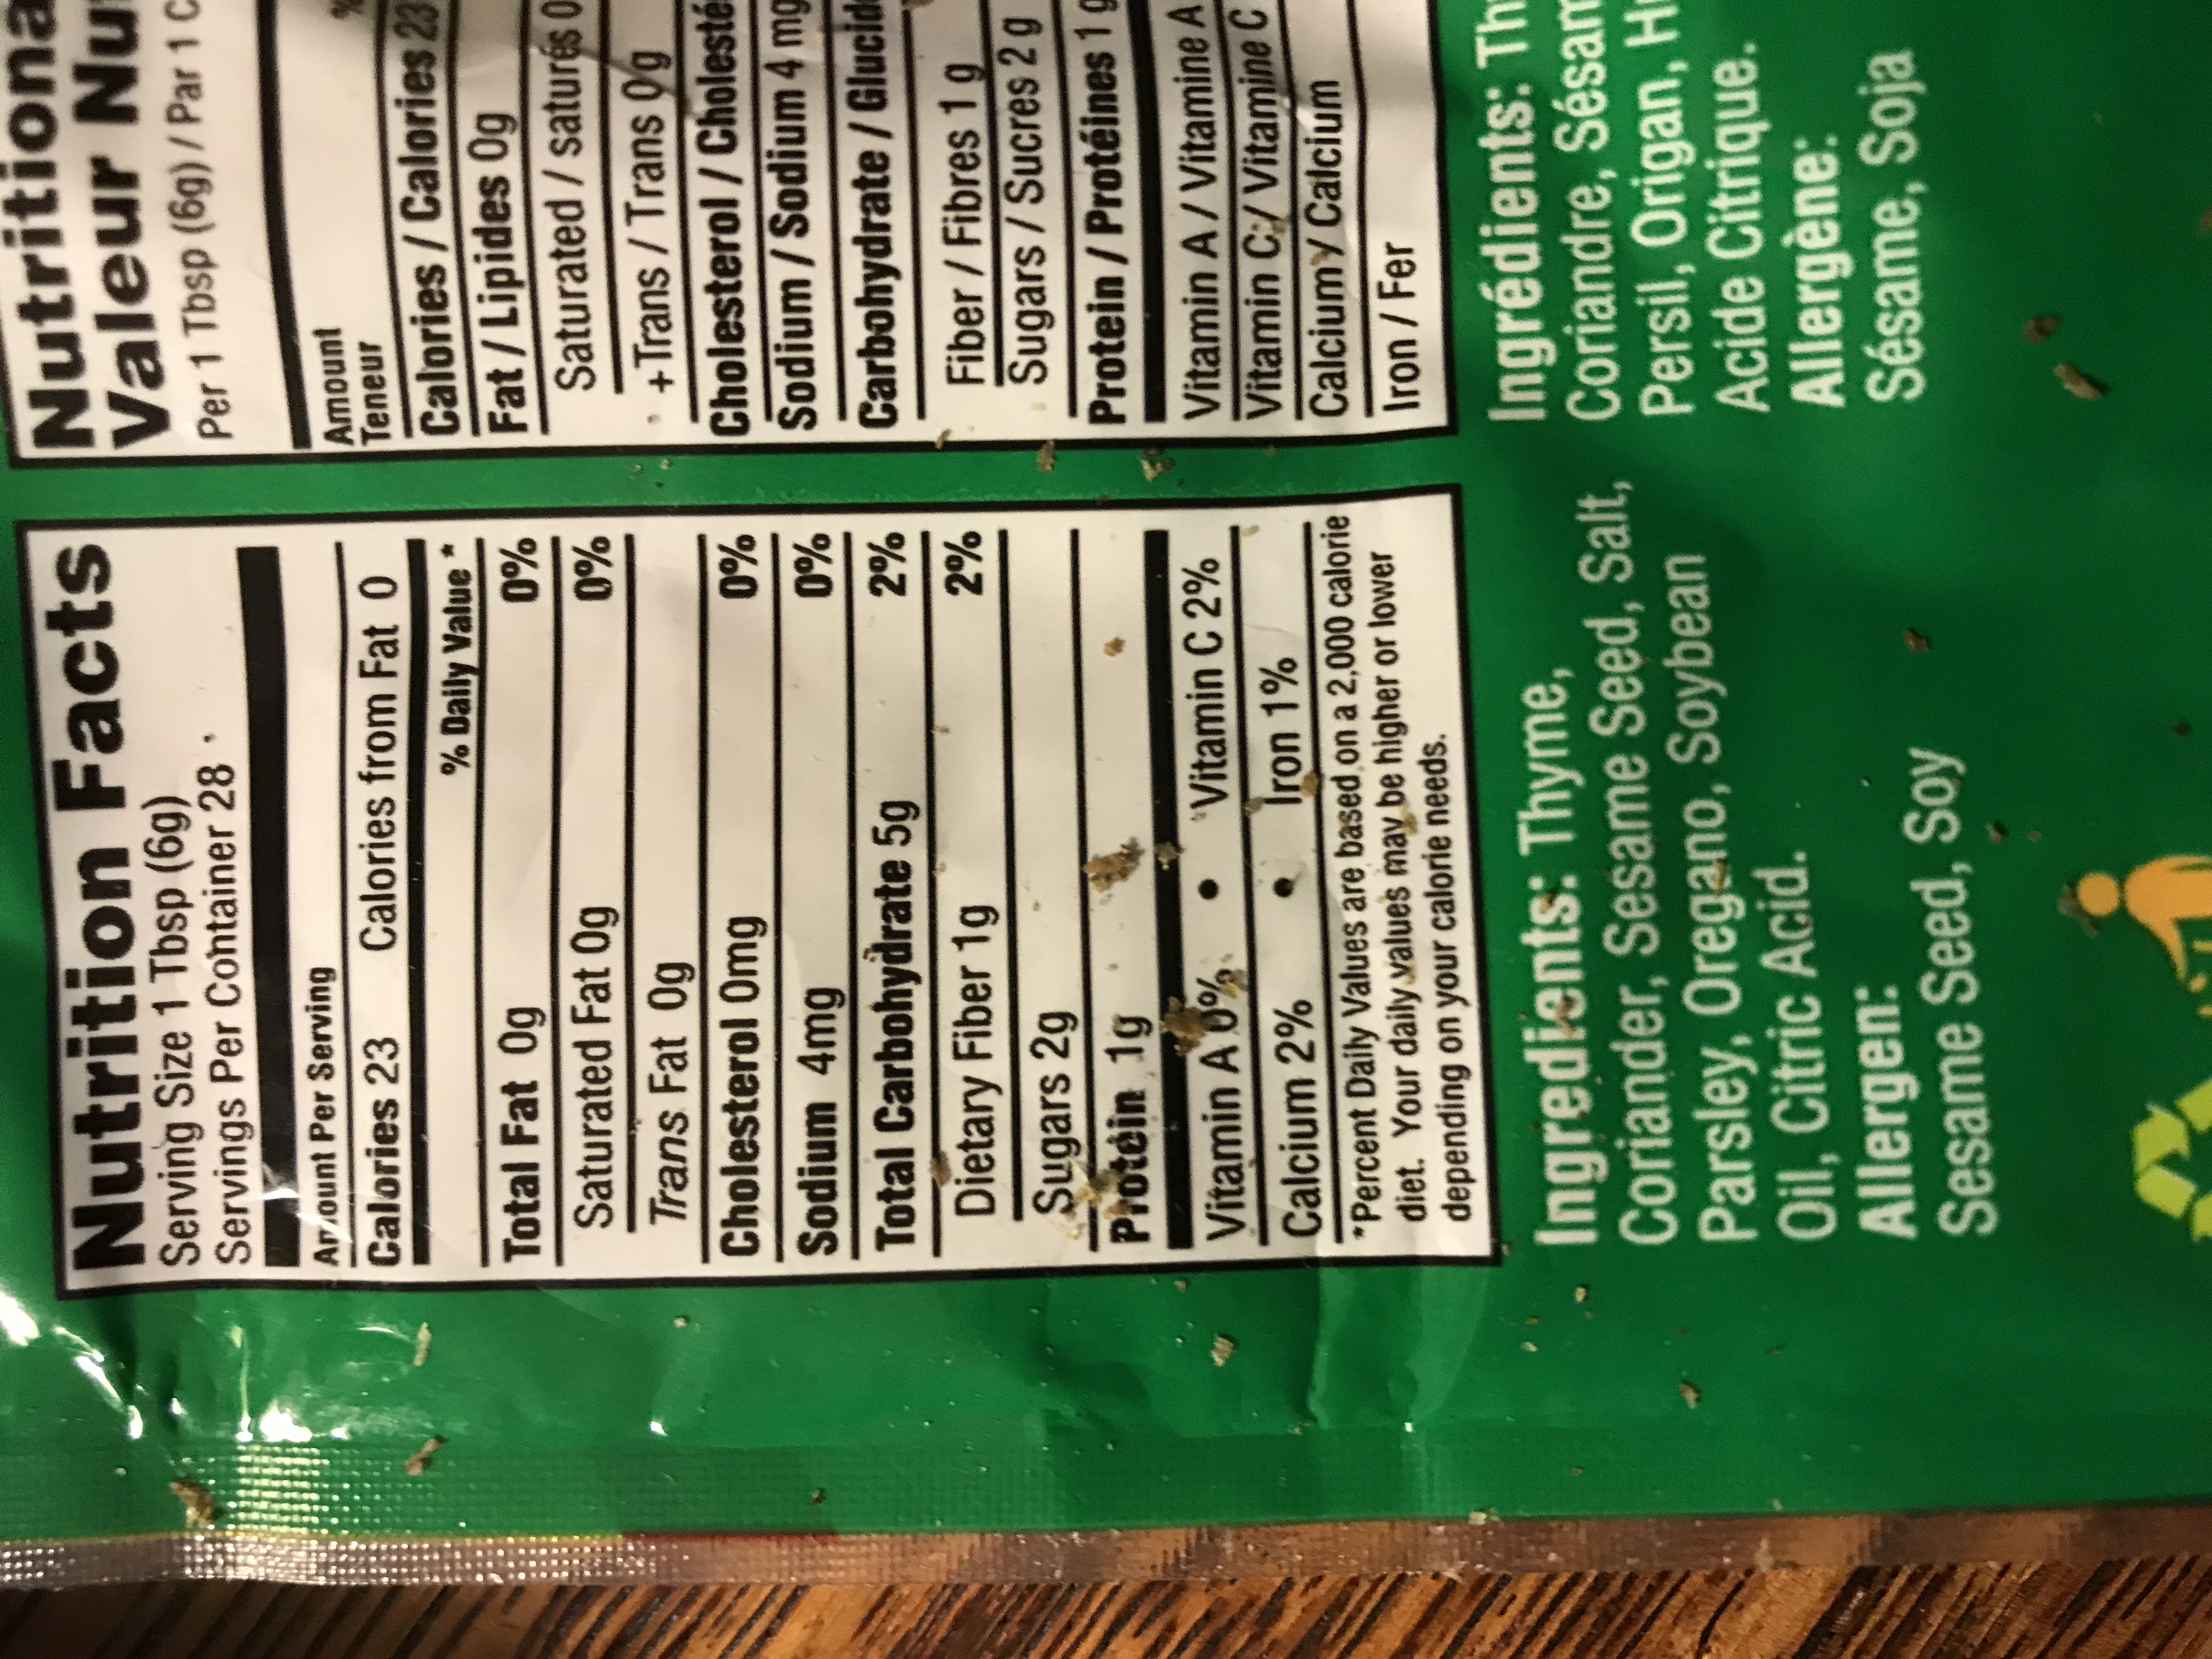 Nutrition Facts
Serving Size 1 Tbsp (6g)
Servings Per Container 28
Amount Per Serving
Calories 23 Calories from Fat 0
% Daily Value*
Total Fat 0g 0%
Saturated Fat 0g 0%
Trans Fat 0g
Cholesterol 0mg 0%
Sodium 4mg 0%
Total Carbohydrate 5g 2%
Dietary Fiber 1g 2%
Sugars 2g
Protein 1g
Vitamin A 0% • Vitamin C 2%
Calcium 2% • Iron 1%
*Percent Daily Values are based on a 2,000 calorie
diet. Your daily values may be higher or lower
depending on your calorie needs.
Ingredients: Thyme,
Coriander, Sesame Seed, Salt,
Parsley, Oregano, Soybean
Oil, Citric Acid.
Allergen:
Sesame Seed, Soy
Valeur
Per 1 Tbsp (6g) / Par 1
Amount
Teneur %
Calories / Calories 23
Fat / Lipides 0g
Saturated / saturés 0
+Trans / Trans 0g
Cholesterol /
Sodium / Sodium 4 mg
Carbohydrate /
Fiber / Fibres 1 g
Sugars / Sucres 2 g
Protein / Protéines 1 g
Vitamin A / Vitamine A
Vitamin C / Vitamine C
Calcium / Calcium
Iron / Fer
Ingrédients:
Coriandre,
Persil, Origan,
Acide Citrique.
Allergène:
Sésame, Soja